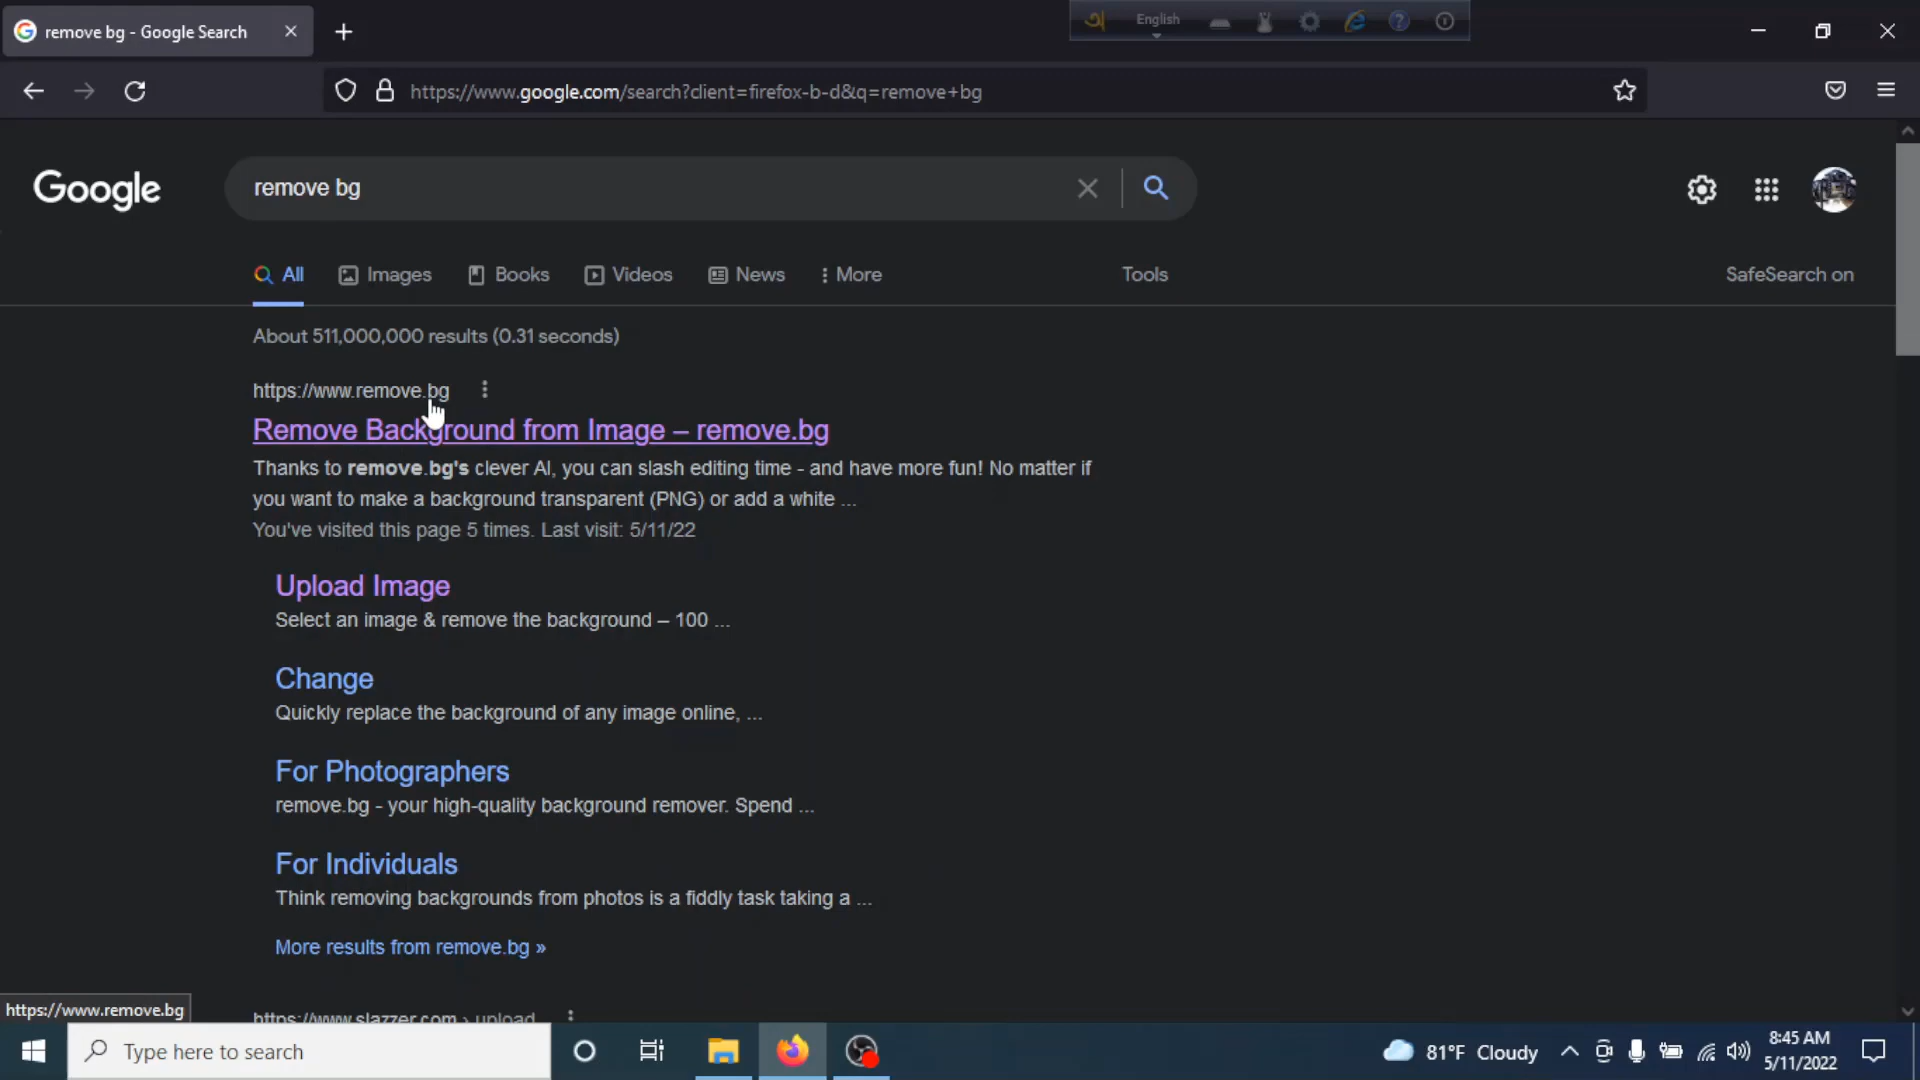 remove bg - Google Search
English
https://www.google.com/search?client=firefox-b-d&q=remove+bg
Google
remove bg
All Images Books Videos News More Tools SafeSearch on
About 511,000,000 results (0.31 seconds)
https://www.remove.bg
Remove Background from Image – remove.bg
Thanks to remove.bg's clever AI, you can slash editing time - and have more fun! No matter if
you want to make a background transparent (PNG) or add a white ...
You've visited this page 5 times. Last visit: 5/11/22
Upload Image
Select an image & remove the background – 100 ...
Change
Quickly replace the background of any image online, ...
For Photographers
remove.bg - your high-quality background remover. Spend ...
For Individuals
Think removing backgrounds from photos is a fiddly task taking a ...
More results from remove.bg »
https://www.remove.bg
https://www.slazzer.com › upload
Type here to search
81°F Cloudy
8:45 AM
5/11/2022